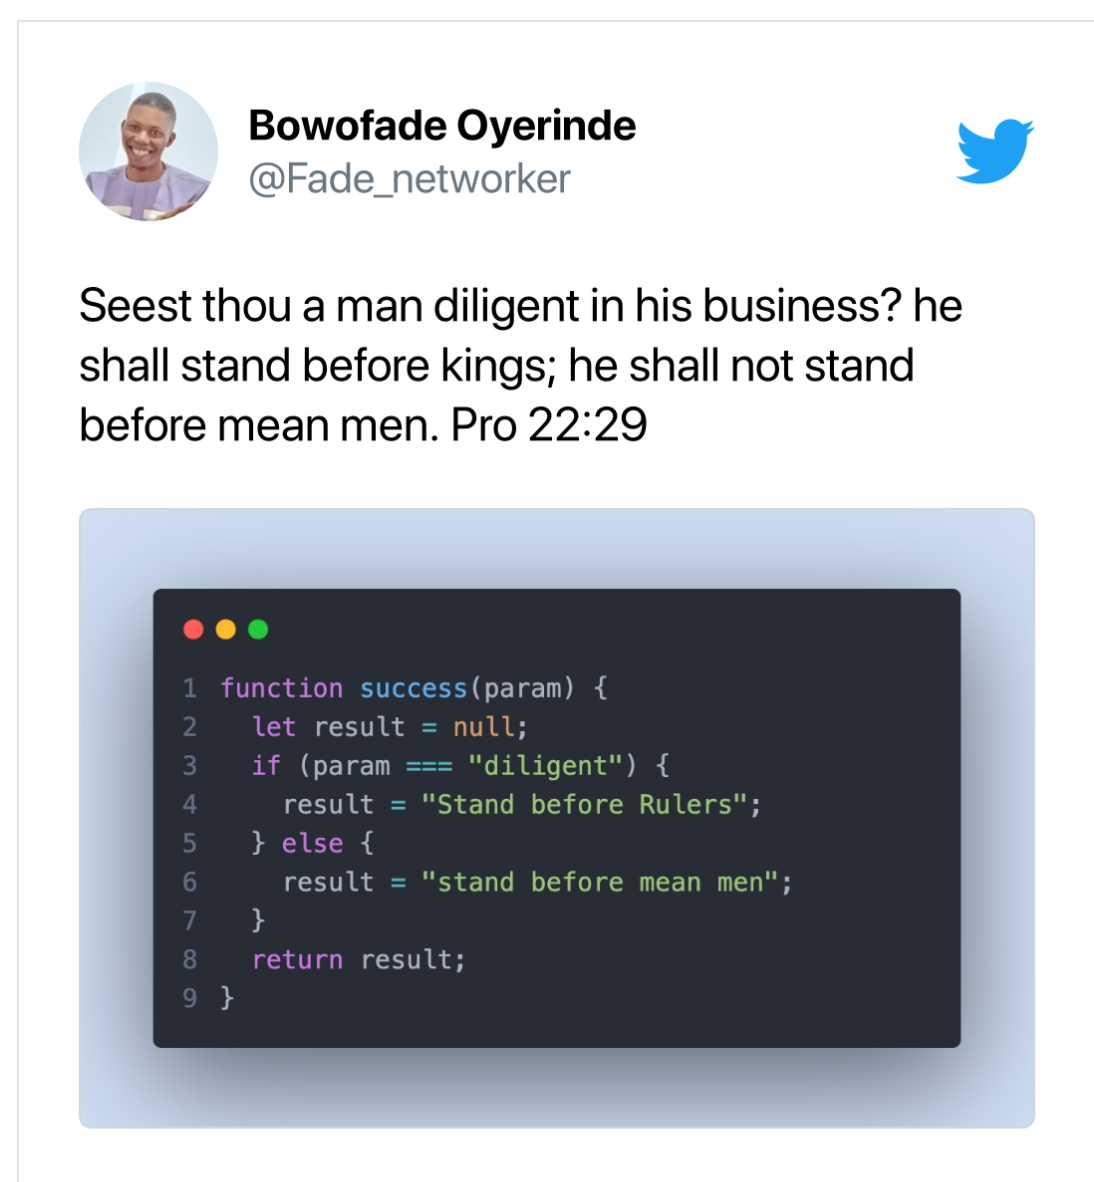 Bowofade Oyerinde
@Fade_networker
Seest thou a man diligent in his business? he
shall stand before kings; he shall not stand
before mean men. Pro 22:29
1 function success(param) {
2   let result = null;
3   if (param === "diligent") {
4     result = "Stand before Rulers";
5   } else {
6     result = "stand before mean men";
7   }
8   return result;
9 }